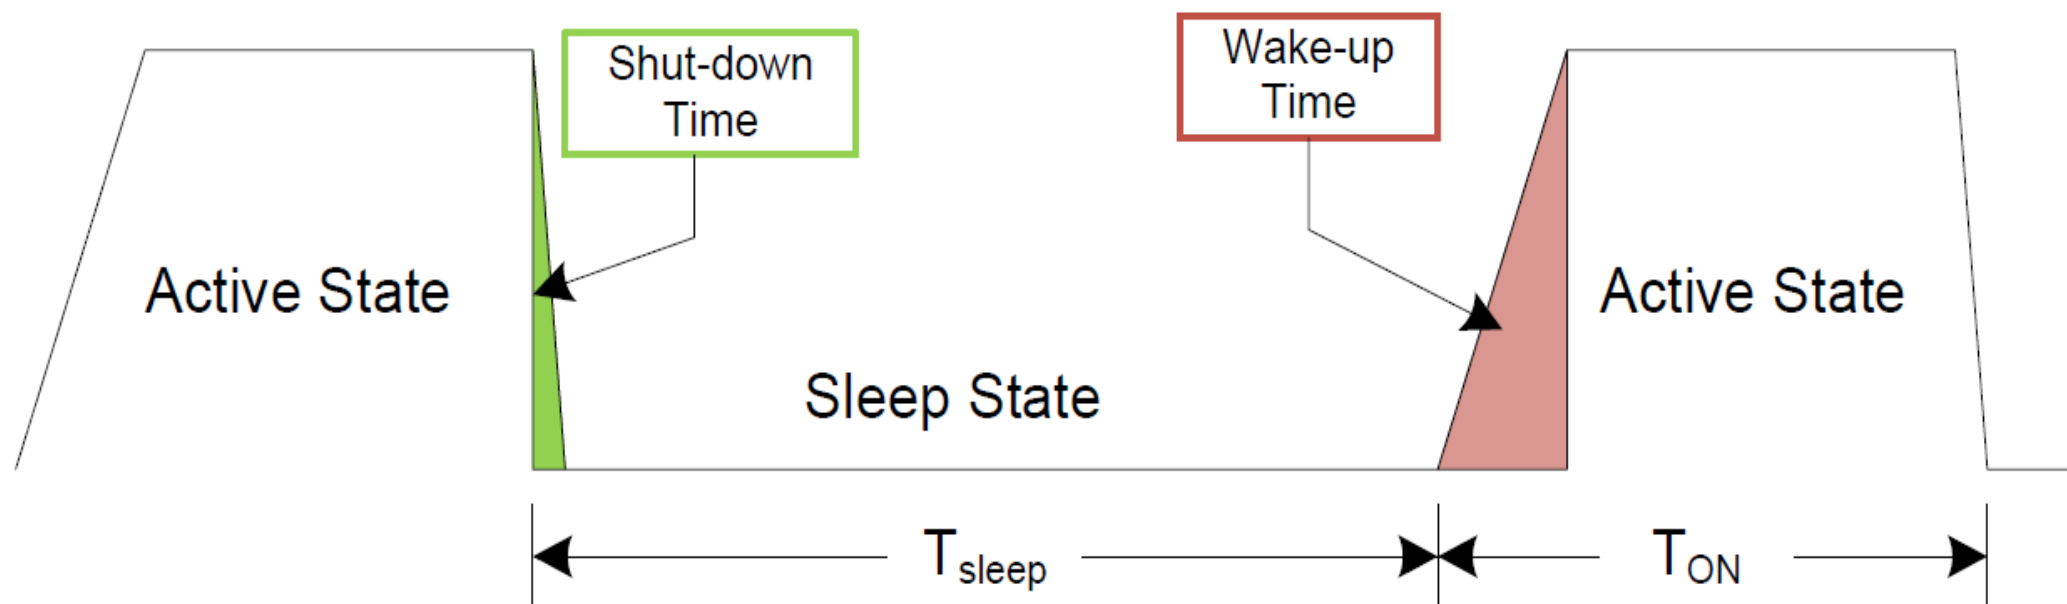 Shut-down
Time
Wake-up
Time
Active State
Active State
Sleep State
Tsleep
TON